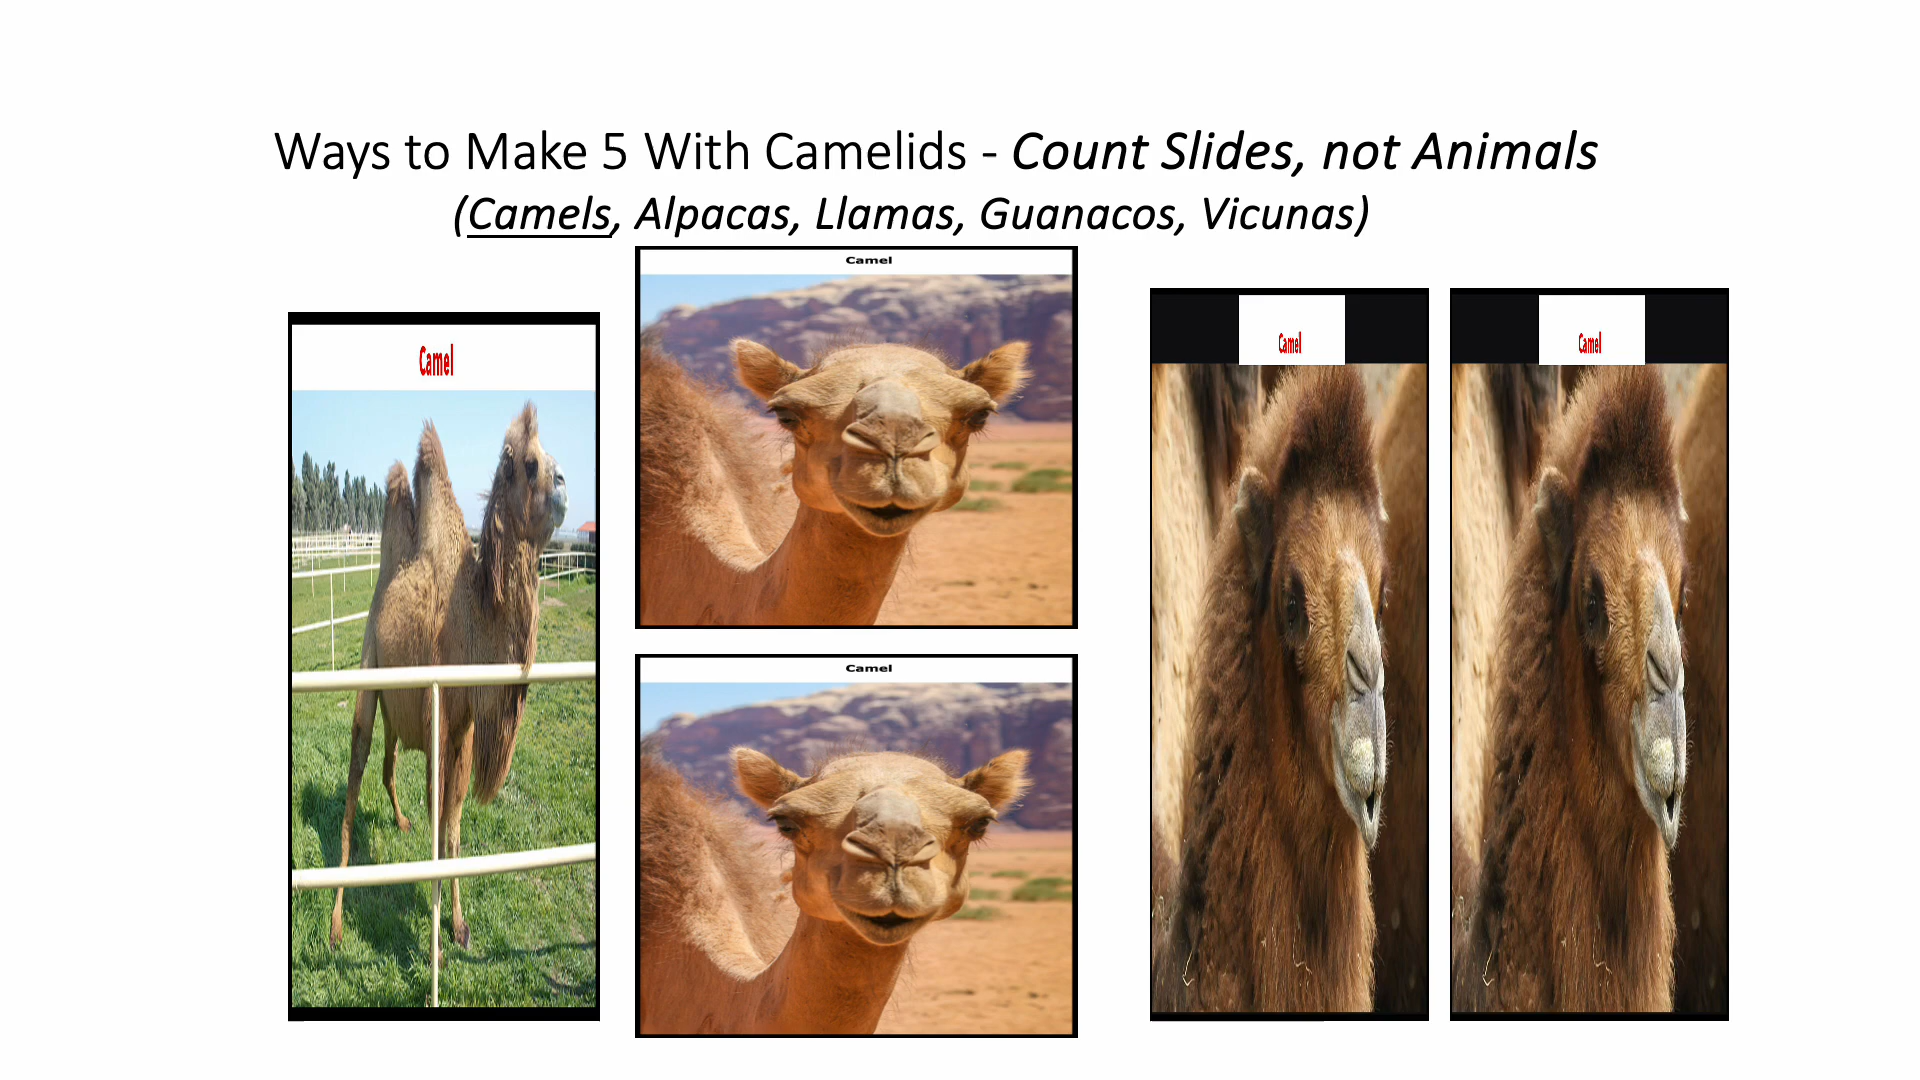 Ways to Make 5 With Camelids - Count Slides, not Animals
(Camels, Alpacas, Llamas, Guanacos, Vicunas)
Camel
Camel
Camel
Camel
Camel